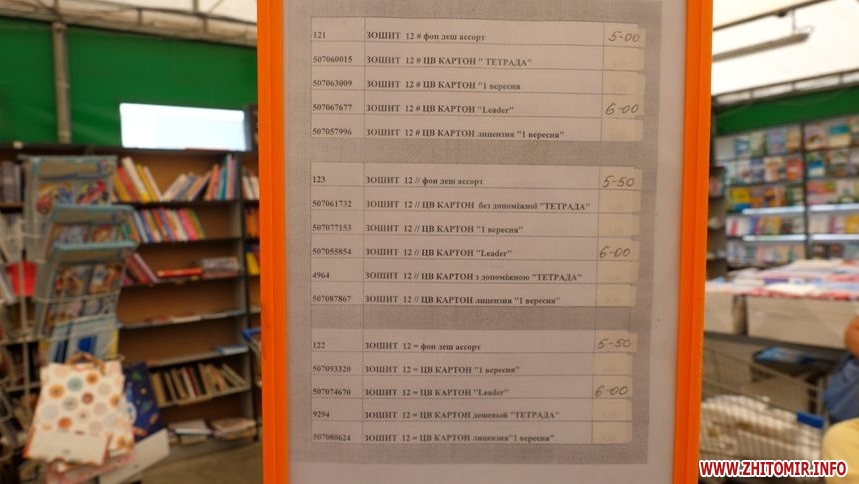 121 ЗОШИТ 12 # фон деш ассорт 5-00
507060015 ЗОШИТ 12 # ЦВ КАРТОН " ТЕТРАДА"
507063009 ЗОШИТ 12 # ЦВ КАРТОН "1 вересня
507067677 ЗОШИТ 12 # ЦВ КАРТОН "Leader" 6-00
507057996 ЗОШИТ 12 # ЦВ КАРТОН лицензия "1 вересня"
123 ЗОШИТ 12 // фон деш ассорт 5-50
507061732 ЗОШИТ 12 // ЦВ КАРТОН без допоміжної "ТЕТРАДА"
507077153 ЗОШИТ 12 // ЦВ КАРТОН "1 вересня"
507055854 ЗОШИТ 12 // ЦВ КАРТОН "Leader" 6-00
4964 ЗОШИТ 12 // ЦВ КАРТОН з допоміжною "ТЕТРАДА"
507087867 ЗОШИТ 12 // ЦВ КАРТОН лицензия "1 вересня"
122 ЗОШИТ 12 = фон деш ассорт 5-50
507093320 ЗОШИТ 12 = ЦВ КАРТОН "1 вересня"
507074670 ЗОШИТ 12 = ЦВ КАРТОН "Leader" 6-00
9294 ЗОШИТ 12 = ЦВ КАРТОН дешевый "ТЕТРАДА"
507080624 ЗОШИТ 12 = ЦВ КАРТОН лицензия"1 вересня"
WWW.ZHITOMIR.INFO